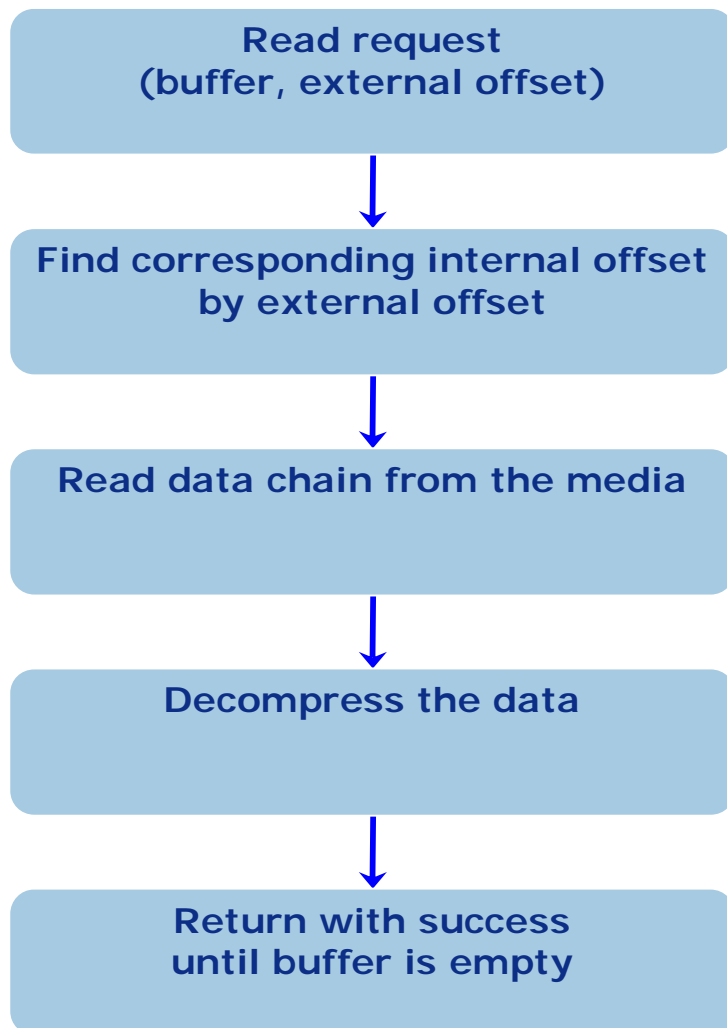 Read request
(buffer, external offset)
Find corresponding internal offset
by external offset
Read data chain from the media
Decompress the data
Return with success
until buffer is empty